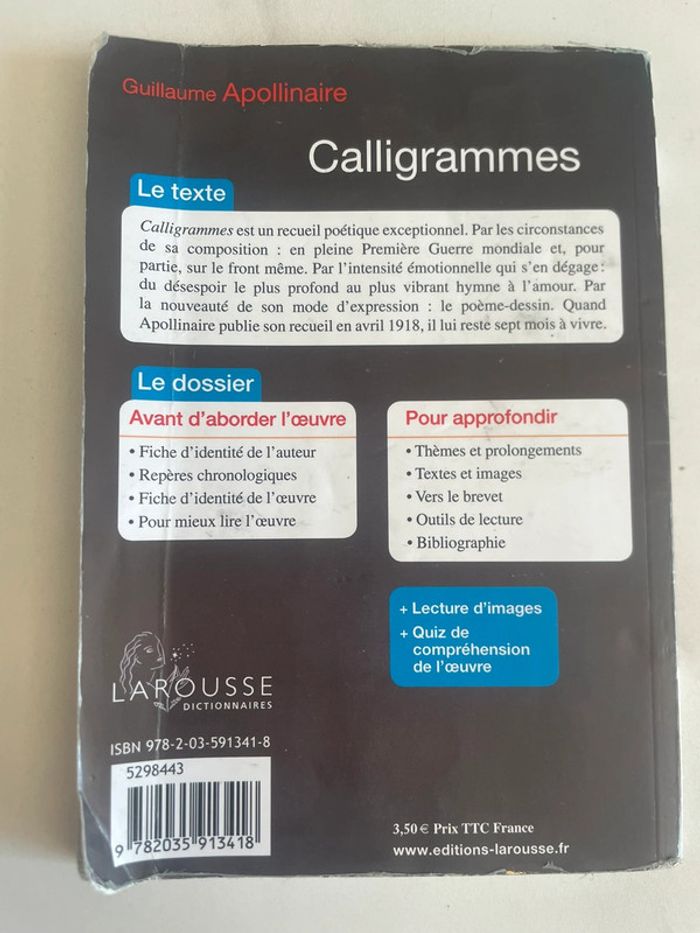 Guillaume Apollinaire
Calligrammes
Le texte
Calligrammes est un recueil poétique exceptionnel. Par les circonstances
de sa composition : en pleine Première Guerre mondiale et, pour
partie, sur le front même. Par l'intensité émotionnelle qui s'en dégage :
du désespoir le plus profond au plus vibrant hymne à l'amour. Par
la nouveauté de son mode d'expression : le poème-dessin. Quand
Apollinaire publie son recueil en avril 1918, il lui reste sept mois à vivre.
Le dossier
Avant d'aborder l'œuvre
• Fiche d'identité de l'auteur
• Repères chronologiques
• Fiche d'identité de l'œuvre
• Pour mieux lire l'œuvre
Pour approfondir
• Thèmes et prolongements
• Textes et images
• Vers le brevet
• Outils de lecture
• Bibliographie
+ Lecture d'images
+ Quiz de
compréhension
de l'œuvre
LAROUSSE
DICTIONNAIRES
ISBN 978-2-03-591341-8
5298443
9 782035 913418
3,50 € Prix TTC France
www.editions-larousse.fr